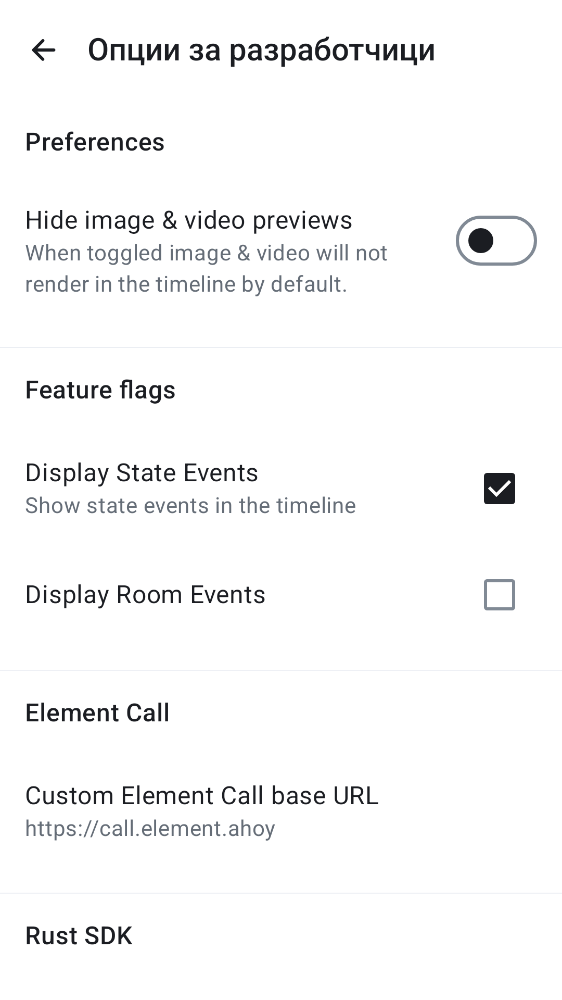 Опции за разработчици
Preferences
Hide image & video previews
When toggled image & video will not
render in the timeline by default.
Feature flags
Display State Events
Show state events in the timeline
Display Room Events
Element Call
Custom Element Call base URL
https://call.element.ahoy
Rust SDK